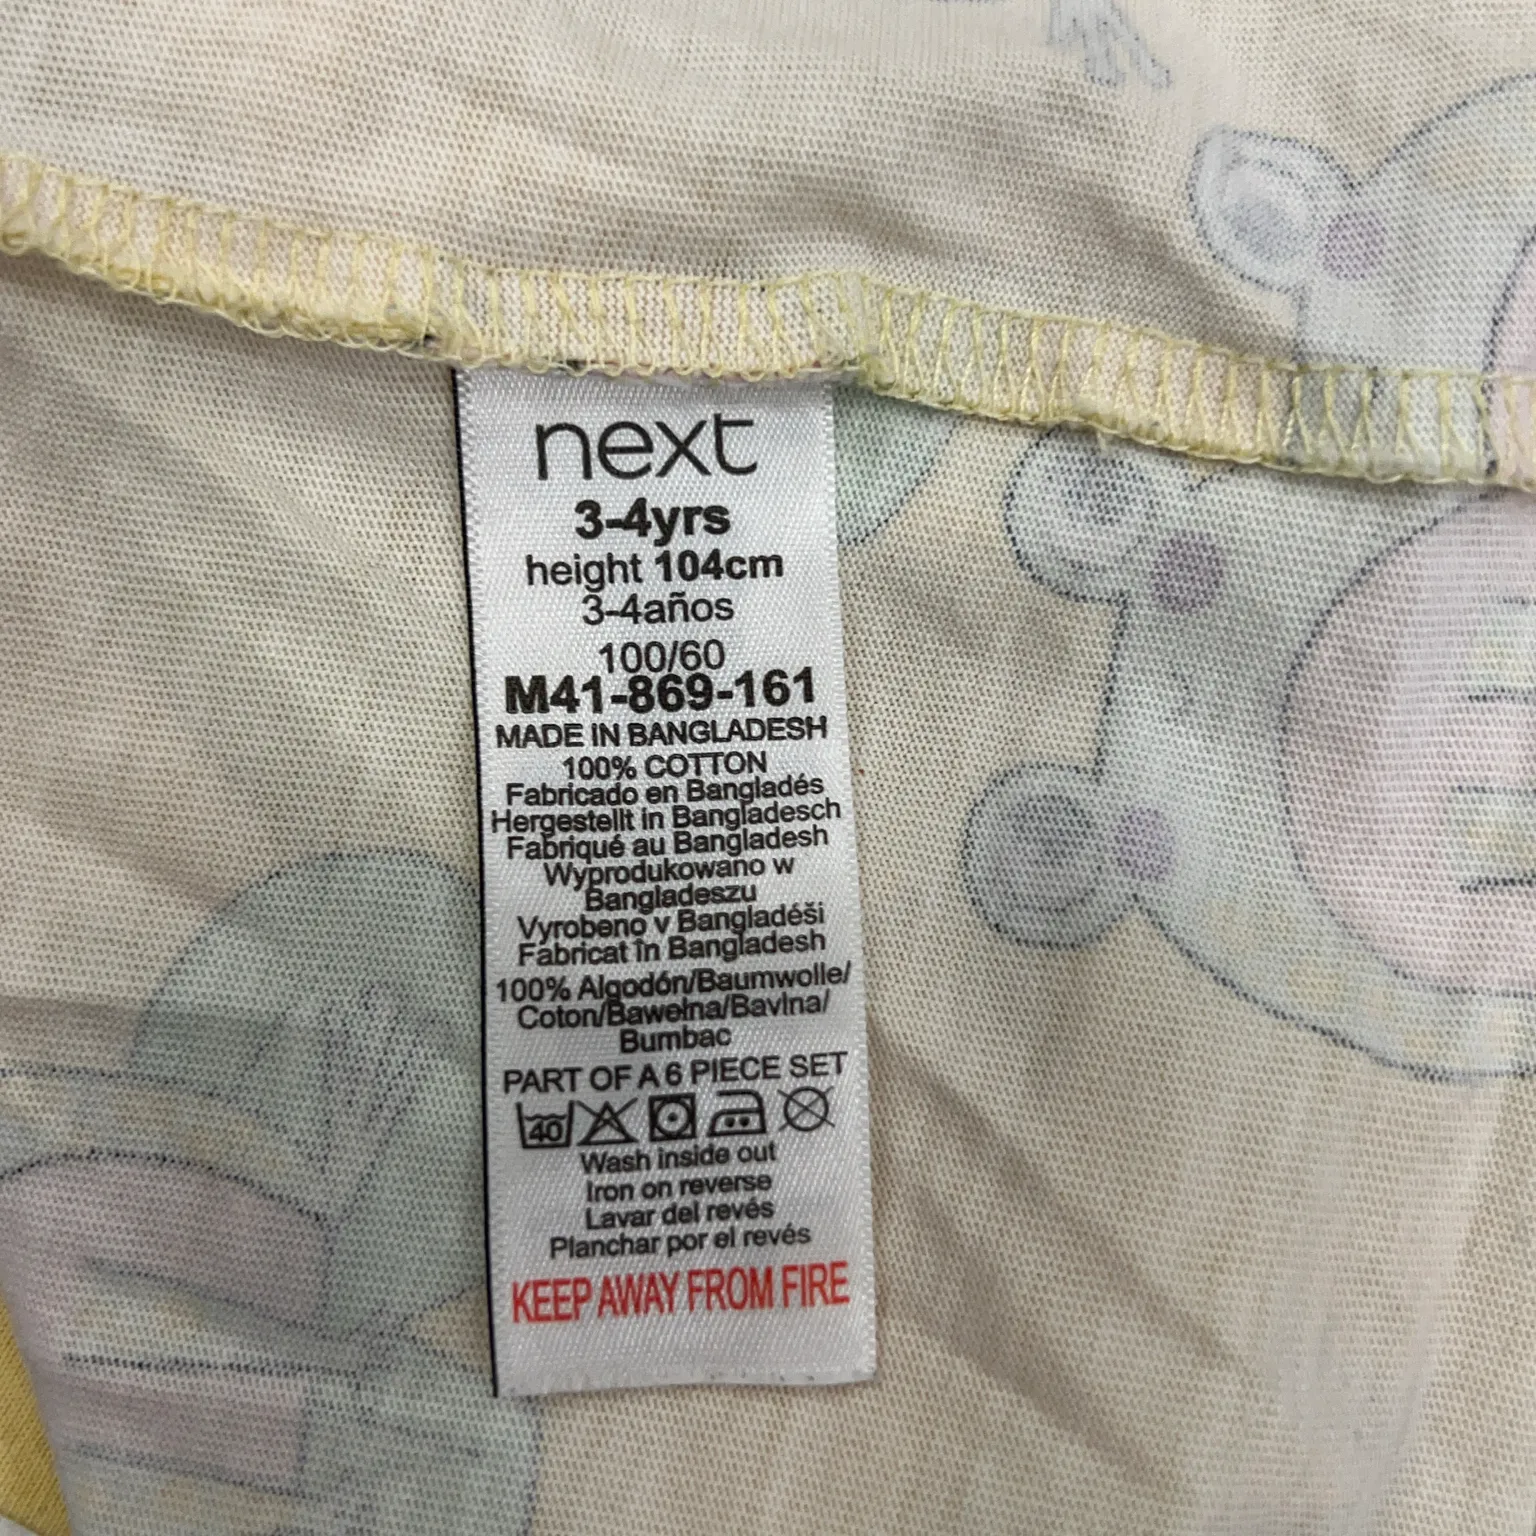 next
3-4yrs
height 104cm
3-4años
100/60
M41-869-161
MADE IN BANGLADESH
100% COTTON
Fabricado en Bangladés
Hergestellt in Bangladesch
Fabriqué au Bangladesh
Wyprodukowano w
Bangladeszu
Vyrobeno v Bangladéši
Fabricat în Bangladesh
100% Algodón/Baumwolle/
Coton/Bawełna/Bavlna/
Bumbac
PART OF A 6 PIECE SET
40
Wash inside out
Iron on reverse
Lavar del revés
Planchar por el revés
KEEP AWAY FROM FIRE